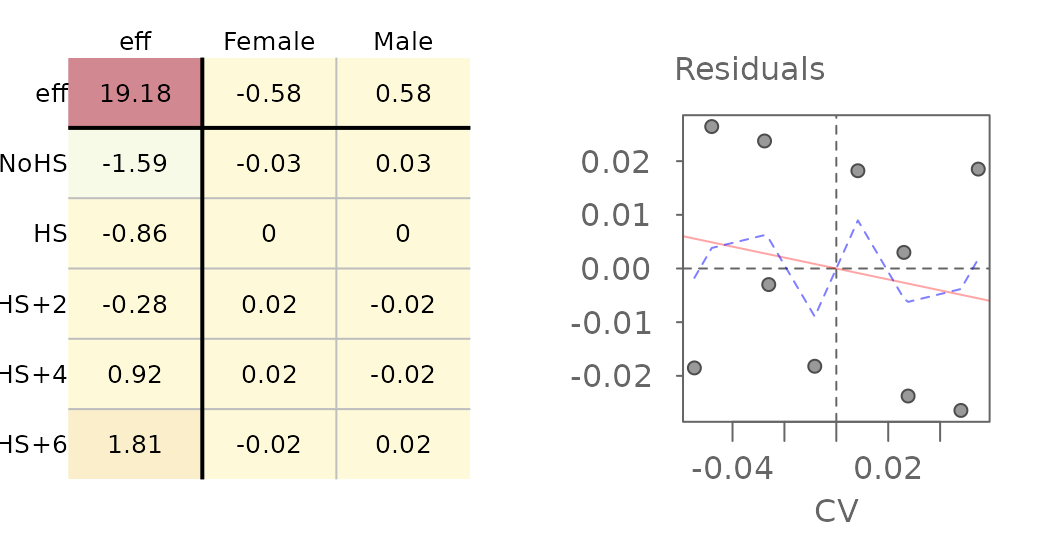 eff Female Male
eff 19.18 -0.58 0.58
NoHS -1.59 -0.03 0.03
HS -0.86 0 0
HS+2 -0.28 0.02 -0.02
HS+4 0.92 0.02 -0.02
HS+6 1.81 -0.02 0.02
Residuals
0.02
0.01
0.00
-0.01
-0.02
-0.04 0.02
CV